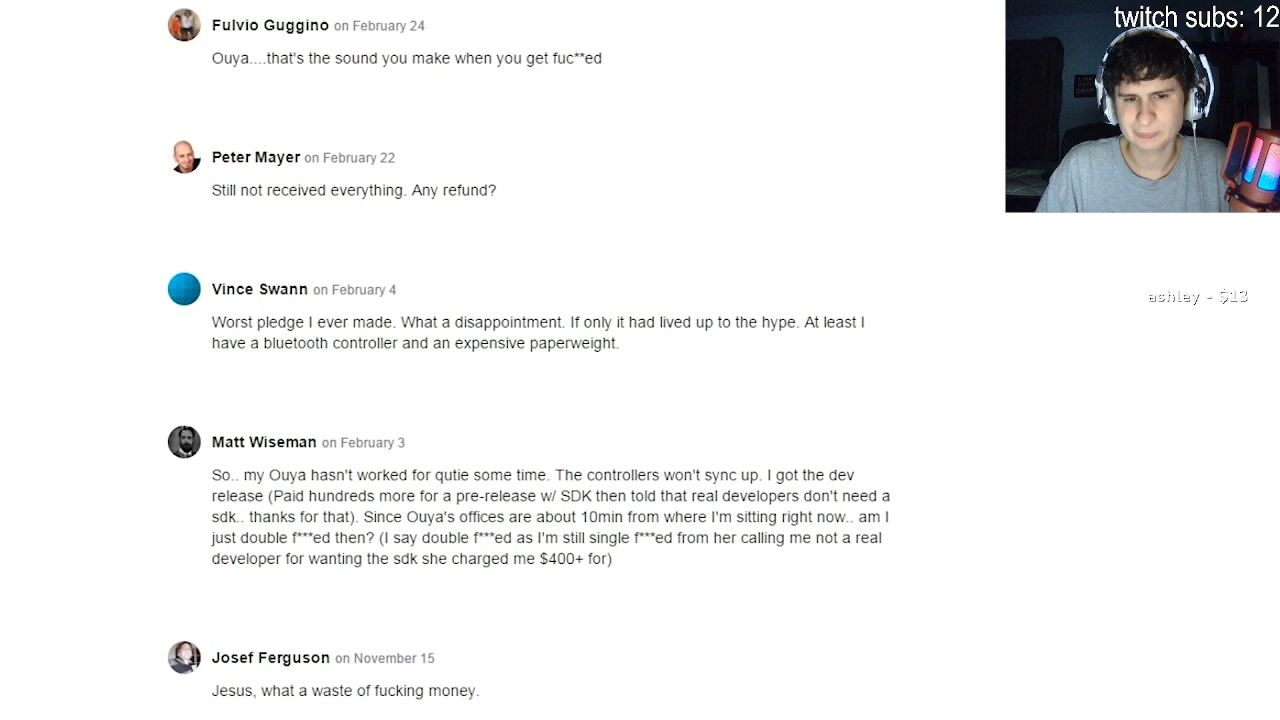 twitch subs: 12
Fulvio Guggino on February 24
Ouya....that's the sound you make when you get fuc**ed
Peter Mayer on February 22
Still not received everything. Any refund?
ashley - $13
Vince Swann on February 4
Worst pledge I ever made. What a disappointment. If only it had lived up to the hype. At least I
have a bluetooth controller and an expensive paperweight.
Matt Wiseman on February 3
So.. my Ouya hasn't worked for qutie some time. The controllers won't sync up. I got the dev
release (Paid hundreds more for a pre-release w/ SDK then told that real developers don't need a
sdk.. thanks for that). Since Ouya's offices are about 10min from where I'm sitting right now.. am I
just double f***ed then? (I say double f***ed as I'm still single f***ed from her calling me not a real
developer for wanting the sdk she charged me $400+ for)
Josef Ferguson on November 15
Jesus, what a waste of fucking money.